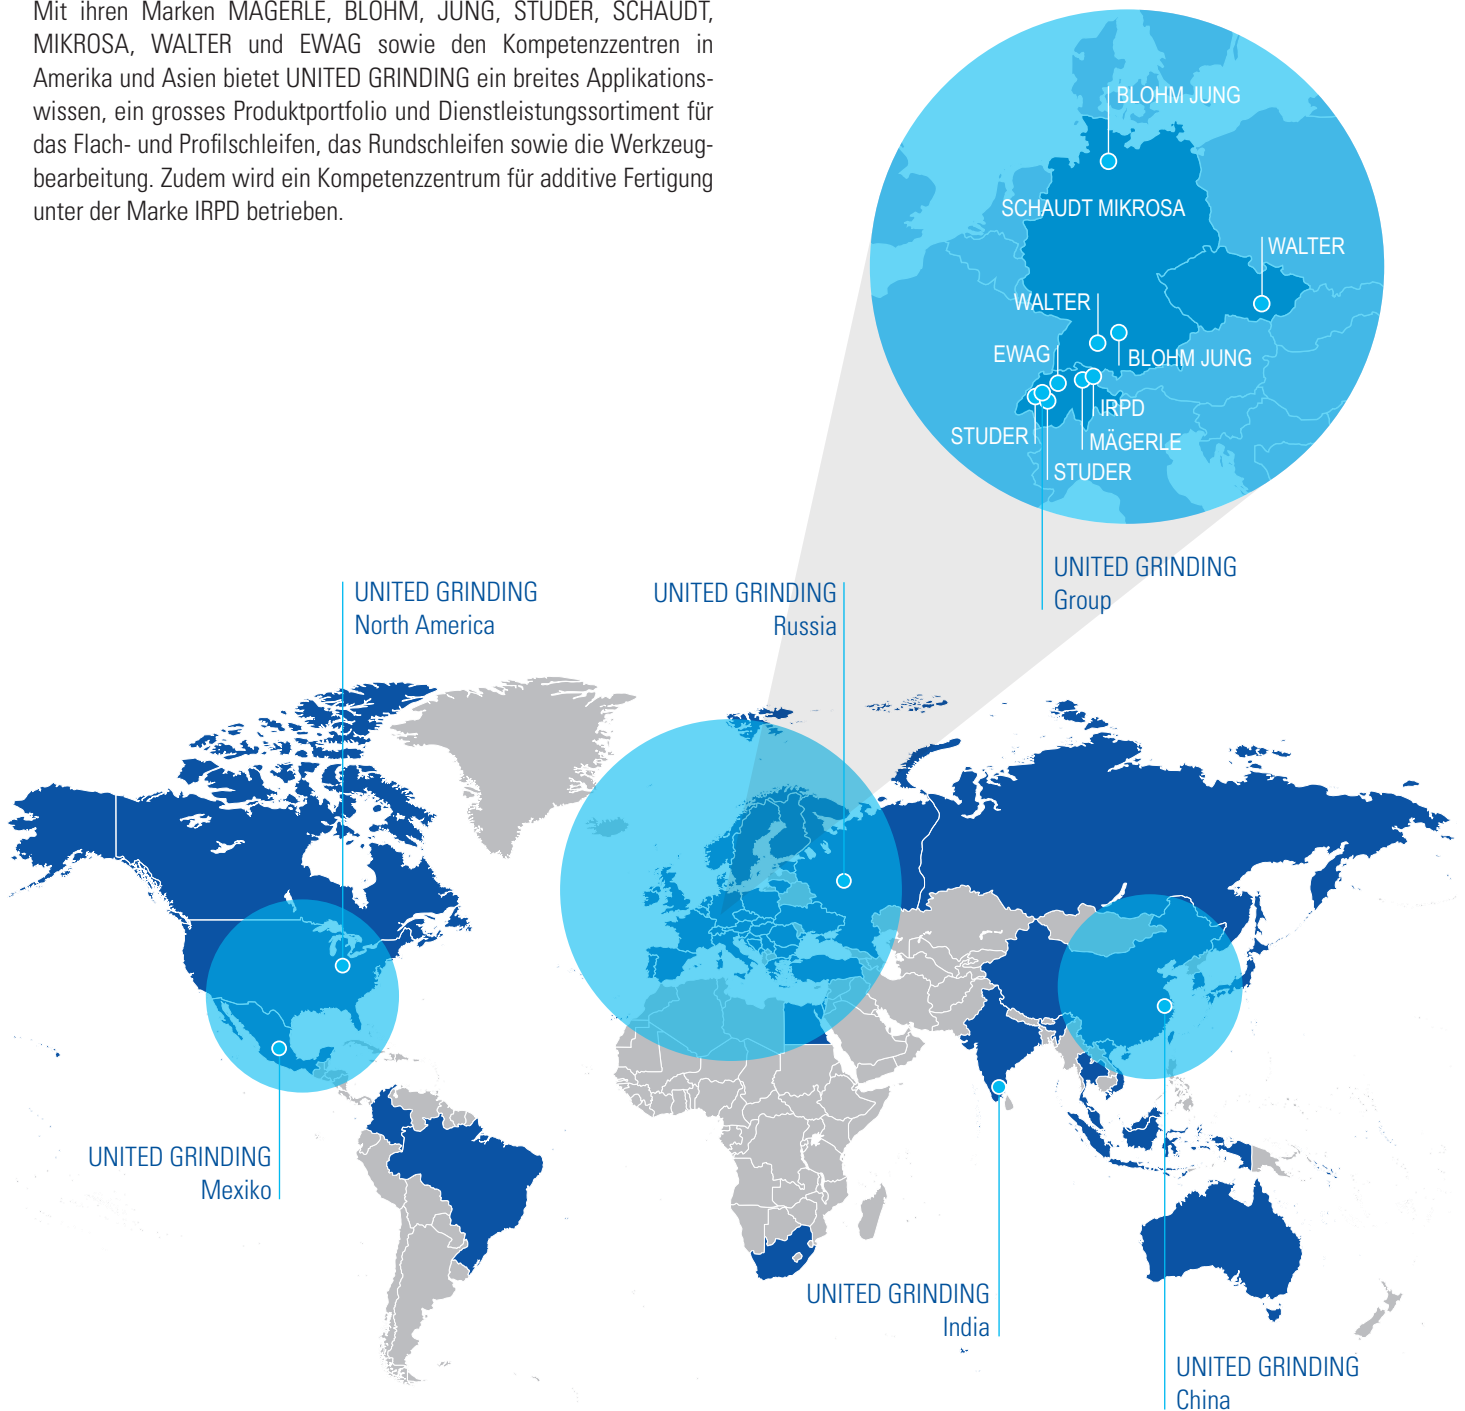 Mit ihren Marken MÄGERLE, BLOHM, JUNG, STUDER, SCHAUDT,
MIKROSA, WALTER und EWAG sowie den Kompetenzzentren in
Amerika und Asien bietet UNITED GRINDING ein breites Applikations-
wissen, ein grosses Produktportfolio und Dienstleistungssortiment für
das Flach- und Profilschleifen, das Rundschleifen sowie die Werkzeug-
bearbeitung. Zudem wird ein Kompetenzzentrum für additive Fertigung
unter der Marke IRPD betrieben.
BLOHM JUNG
SCHAUDT MIKROSA
WALTER
WALTER
EWAG
BLOHM JUNG
IRPD
STUDER
MÄGERLE
STUDER
UNITED GRINDING
Group
UNITED GRINDING
North America
UNITED GRINDING
Russia
UNITED GRINDING
Mexiko
UNITED GRINDING
India
UNITED GRINDING
China